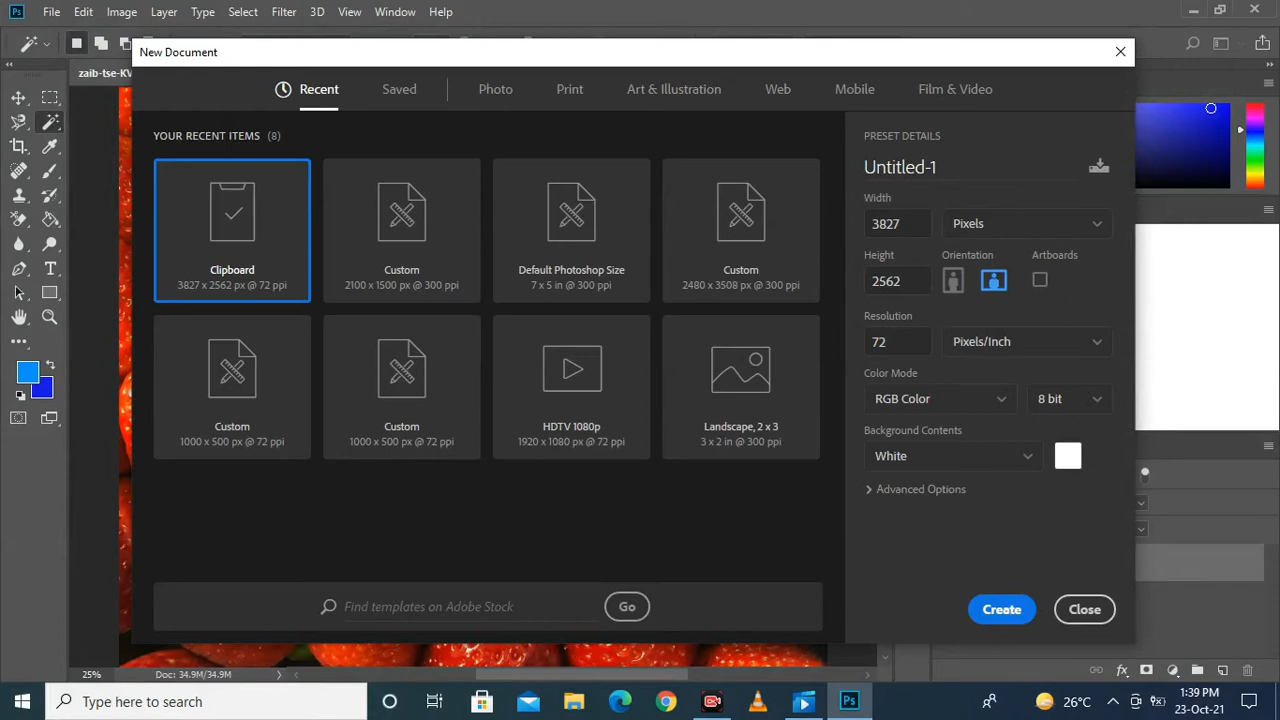 Ps File Edit Image Layer Type Select Filter 3D View Window Help
New Document
zaib-tse-KV
Recent Saved Photo Print Art & Illustration Web Mobile Film & Video
YOUR RECENT ITEMS (8)
Clipboard
3827 x 2562 px @ 72 ppi
Custom
2100 x 1500 px @ 300 ppi
Default Photoshop Size
7 x 5 in @ 300 ppi
Custom
2480 x 3508 px @ 300 ppi
Custom
1000 x 500 px @ 72 ppi
Custom
1000 x 500 px @ 72 ppi
HDTV 1080p
1920 x 1080 px @ 72 ppi
Landscape, 2 x 3
3 x 2 in @ 300 ppi
Find templates on Adobe Stock Go
PRESET DETAILS
Untitled-1
Width
3827 Pixels
Height Orientation Artboards
2562
Resolution
72 Pixels/Inch
Color Mode
RGB Color 8 bit
Background Contents
White
Advanced Options
Create Close
25% Doc: 34.9M/34.9M
fx
Type here to search
Ps
26°C
1:39 PM
23-Oct-21